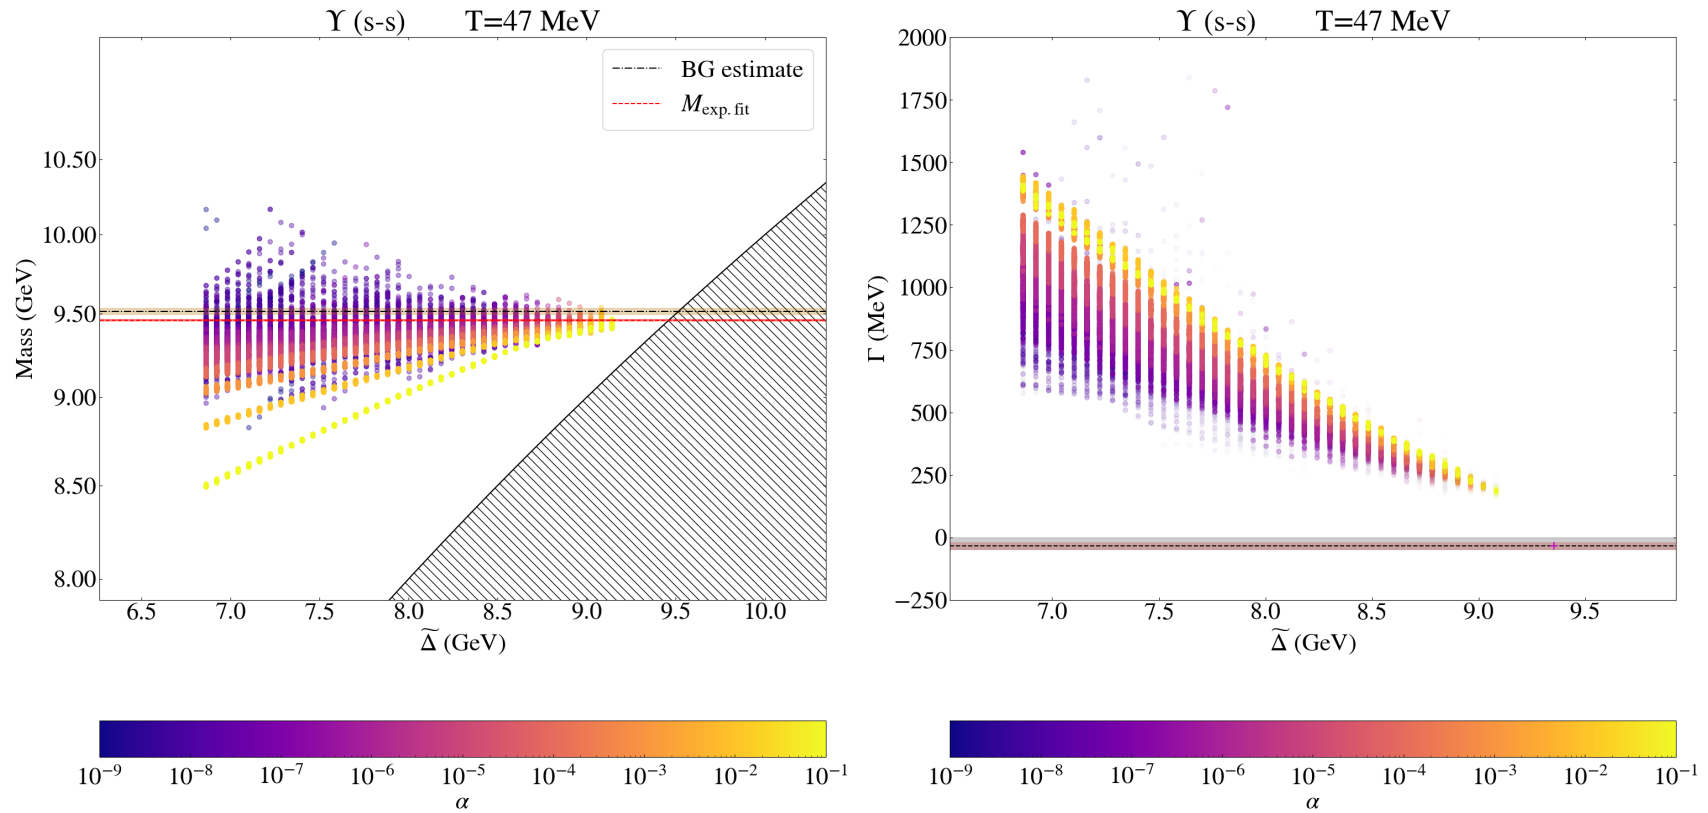 ϒ (s-s) T=47 MeV
BG estimate
M_exp. fit
10.50
10.00
9.50
9.00
8.50
8.00
Mass (GeV)
6.5 7.0 7.5 8.0 8.5 9.0 9.5 10.0
Δ̃ (GeV)
10⁻⁹ 10⁻⁸ 10⁻⁷ 10⁻⁶ 10⁻⁵ 10⁻⁴ 10⁻³ 10⁻² 10⁻¹
α
ϒ (s-s) T=47 MeV
2000
1750
1500
1250
1000
750
500
250
0
−250
Γ (MeV)
7.0 7.5 8.0 8.5 9.0 9.5
Δ̃ (GeV)
10⁻⁹ 10⁻⁸ 10⁻⁷ 10⁻⁶ 10⁻⁵ 10⁻⁴ 10⁻³ 10⁻² 10⁻¹
α